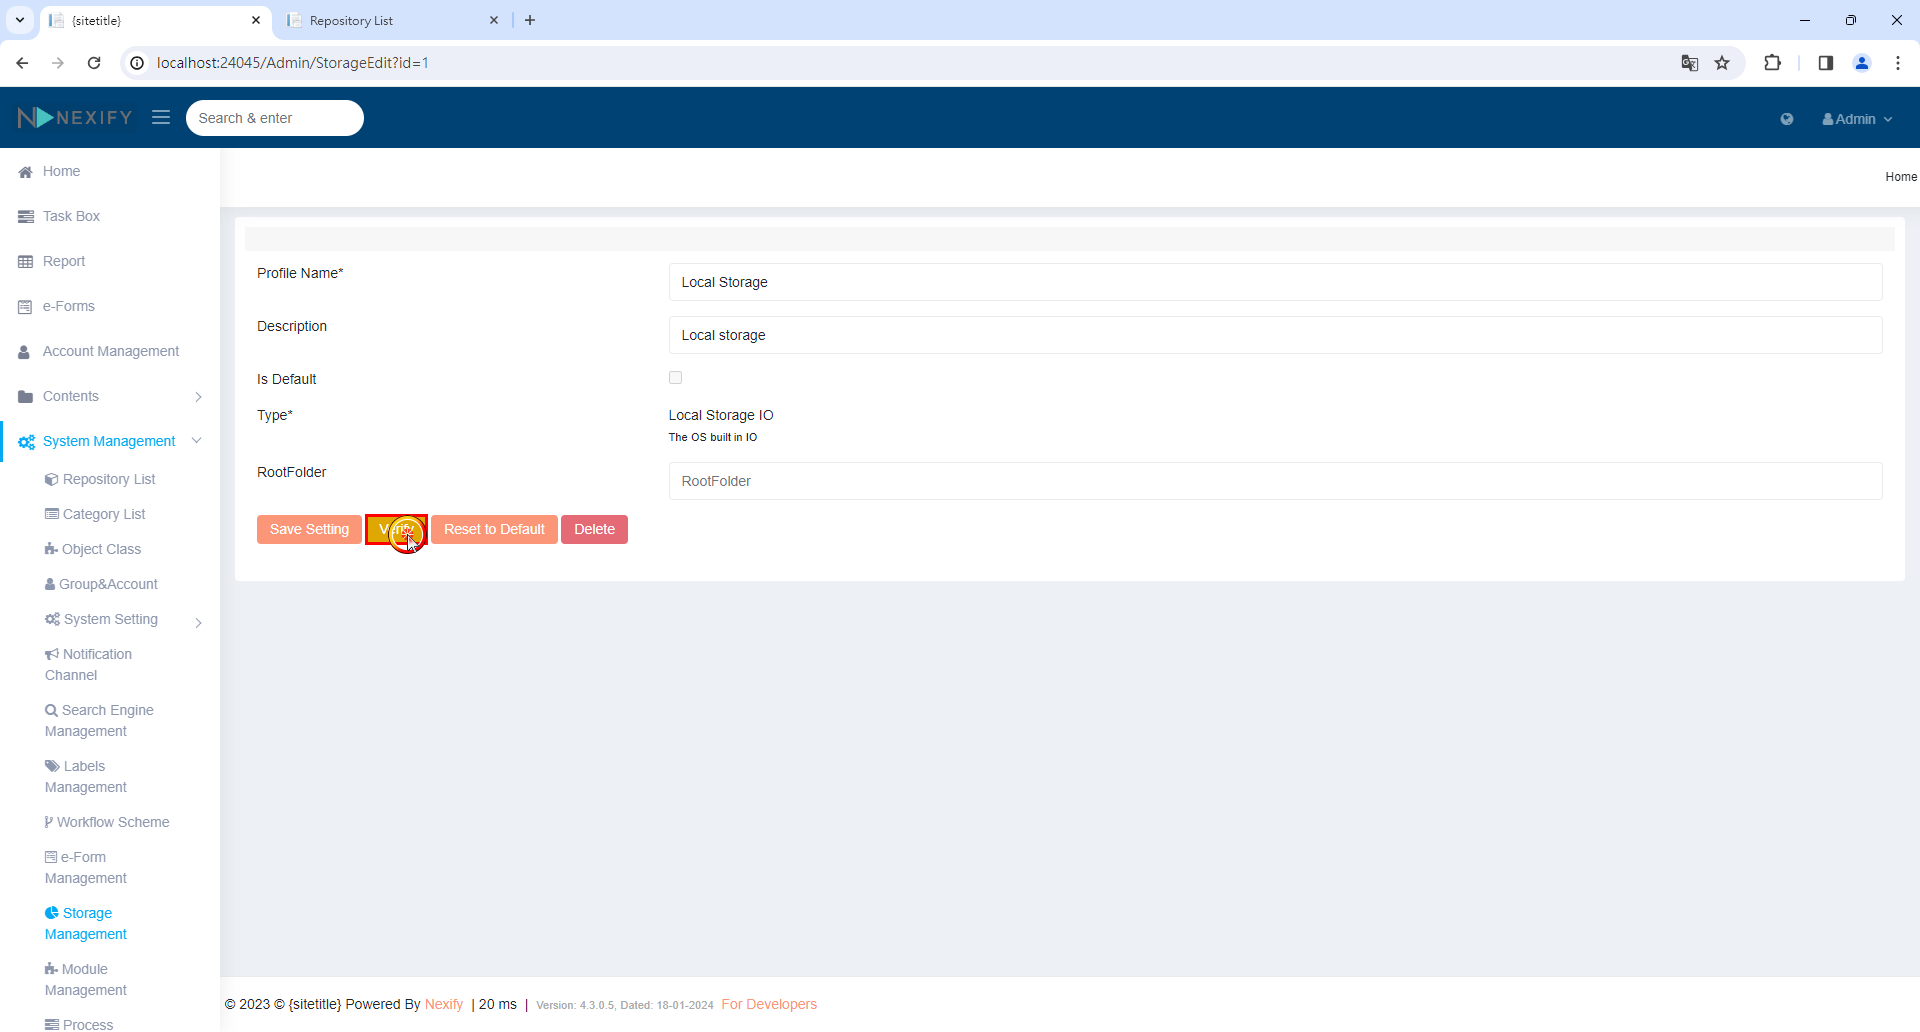 {sitetitle}
Repository List
localhost:24045/Admin/StorageEdit?id=1
NEXIFY
Search & enter
Admin
Home
Home
Task Box
Report
e-Forms
Account Management
Contents
System Management
Repository List
Category List
Object Class
Group&Account
System Setting
Notification
Channel
Search Engine
Management
Labels
Management
Workflow Scheme
e-Form
Management
Storage
Management
Module
Management
Process
Profile Name*
Local Storage
Description
Local storage
Is Default
Type*
Local Storage IO
The OS built in IO
RootFolder
RootFolder
Save Setting
Verify
Reset to Default
Delete
© 2023 © {sitetitle} Powered By Nexify | 20 ms | Version: 4.3.0.5, Dated: 18-01-2024 For Developers